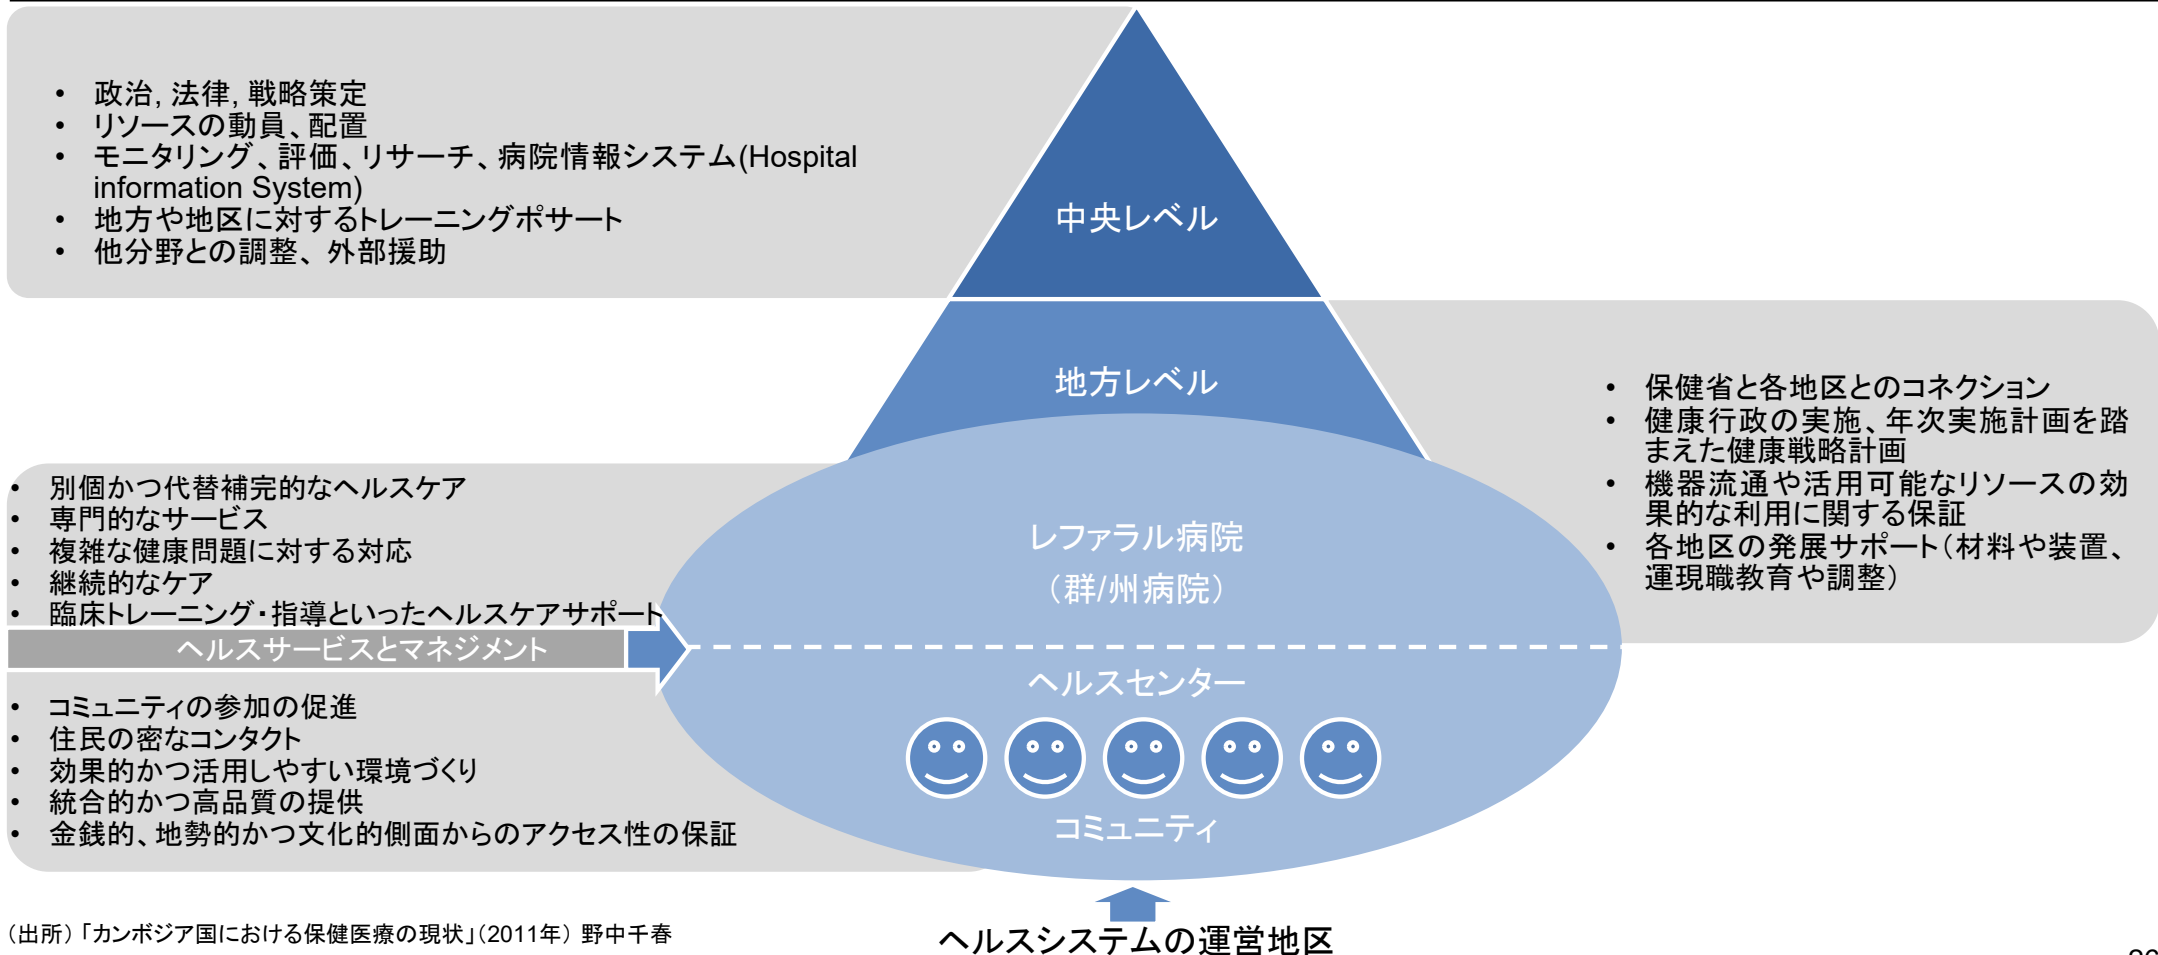 • 政治, 法律, 戦略策定
• リソースの動員、配置
• モニタリング、評価、リサーチ、病院情報システム(Hospital
information System)
• 地方や地区に対するトレーニングポサート
• 他分野との調整、外部援助
中央レベル
地方レベル
• 保健省と各地区とのコネクション
• 健康行政の実施、年次実施計画を踏
まえた健康戦略計画
• 機器流通や活用可能なリソースの効
果的な利用に関する保証
• 各地区の発展サポート（材料や装置、
運現職教育や調整）
• 別個かつ代替補完的なヘルスケア
• 専門的なサービス
• 複雑な健康問題に対する対応
• 継続的なケア
• 臨床トレーニング・指導といったヘルスケアサポート
レファラル病院
（群/州病院）
ヘルスサービスとマネジメント
ヘルスセンター
コミュニティ
• コミュニティの参加の促進
• 住民の密なコンタクト
• 効果的かつ活用しやすい環境づくり
• 統合的かつ高品質の提供
• 金銭的、地勢的かつ文化的側面からのアクセス性の保証
ヘルスシステムの運営地区
（出所）「カンボジア国における保健医療の現状」（2011年） 野中千春